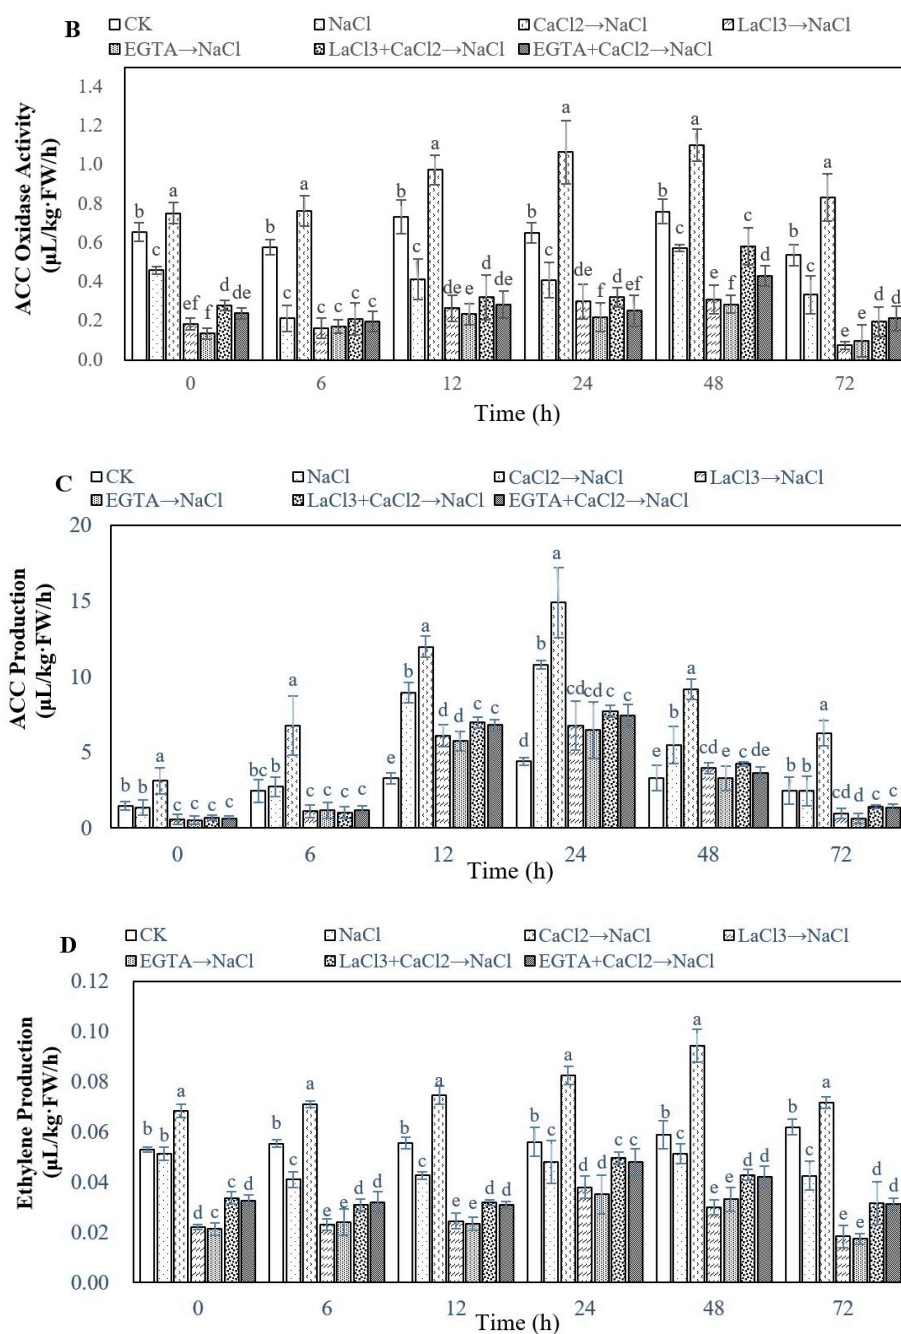 B
CK NaCl CaCl2→NaCl LaCl3→NaCl
EGTA→NaCl LaCl3+CaCl2→NaCl EGTA+CaCl2→NaCl
ACC Oxidase Activity
(µL/kg·FW/h)
1.4
1.2
1.0
0.8
0.6
0.4
0.2
0.0
b c a ef f d de
b c a c c c c
b c a de de d de
b c a de f d ef
b c a e e c d
b c a e e d d
0 6 12 24 48 72
Time (h)
C
CK NaCl CaCl2→NaCl LaCl3→NaCl
EGTA→NaCl LaCl3+CaCl2→NaCl EGTA+CaCl2→NaCl
ACC Production
(µL/kg·FW/h)
20
15
10
5
0
b b a c c c c
bc b a c c c c
e b a d d c c
d b a cd cd c c
e b a cd e c de
b b a cd d c c
0 6 12 24 48 72
Time (h)
D
CK NaCl CaCl2→NaCl LaCl3→NaCl
EGTA→NaCl LaCl3+CaCl2→NaCl EGTA+CaCl2→NaCl
Ethylene Production
(µL/kg·FW/h)
0.12
0.10
0.08
0.06
0.04
0.02
0.00
b b a d c c d
b c a e e d d
b c a e e d d
b c a d d c c
b c a e e d d
b c a e e d d
0 6 12 24 48 72
Time (h)